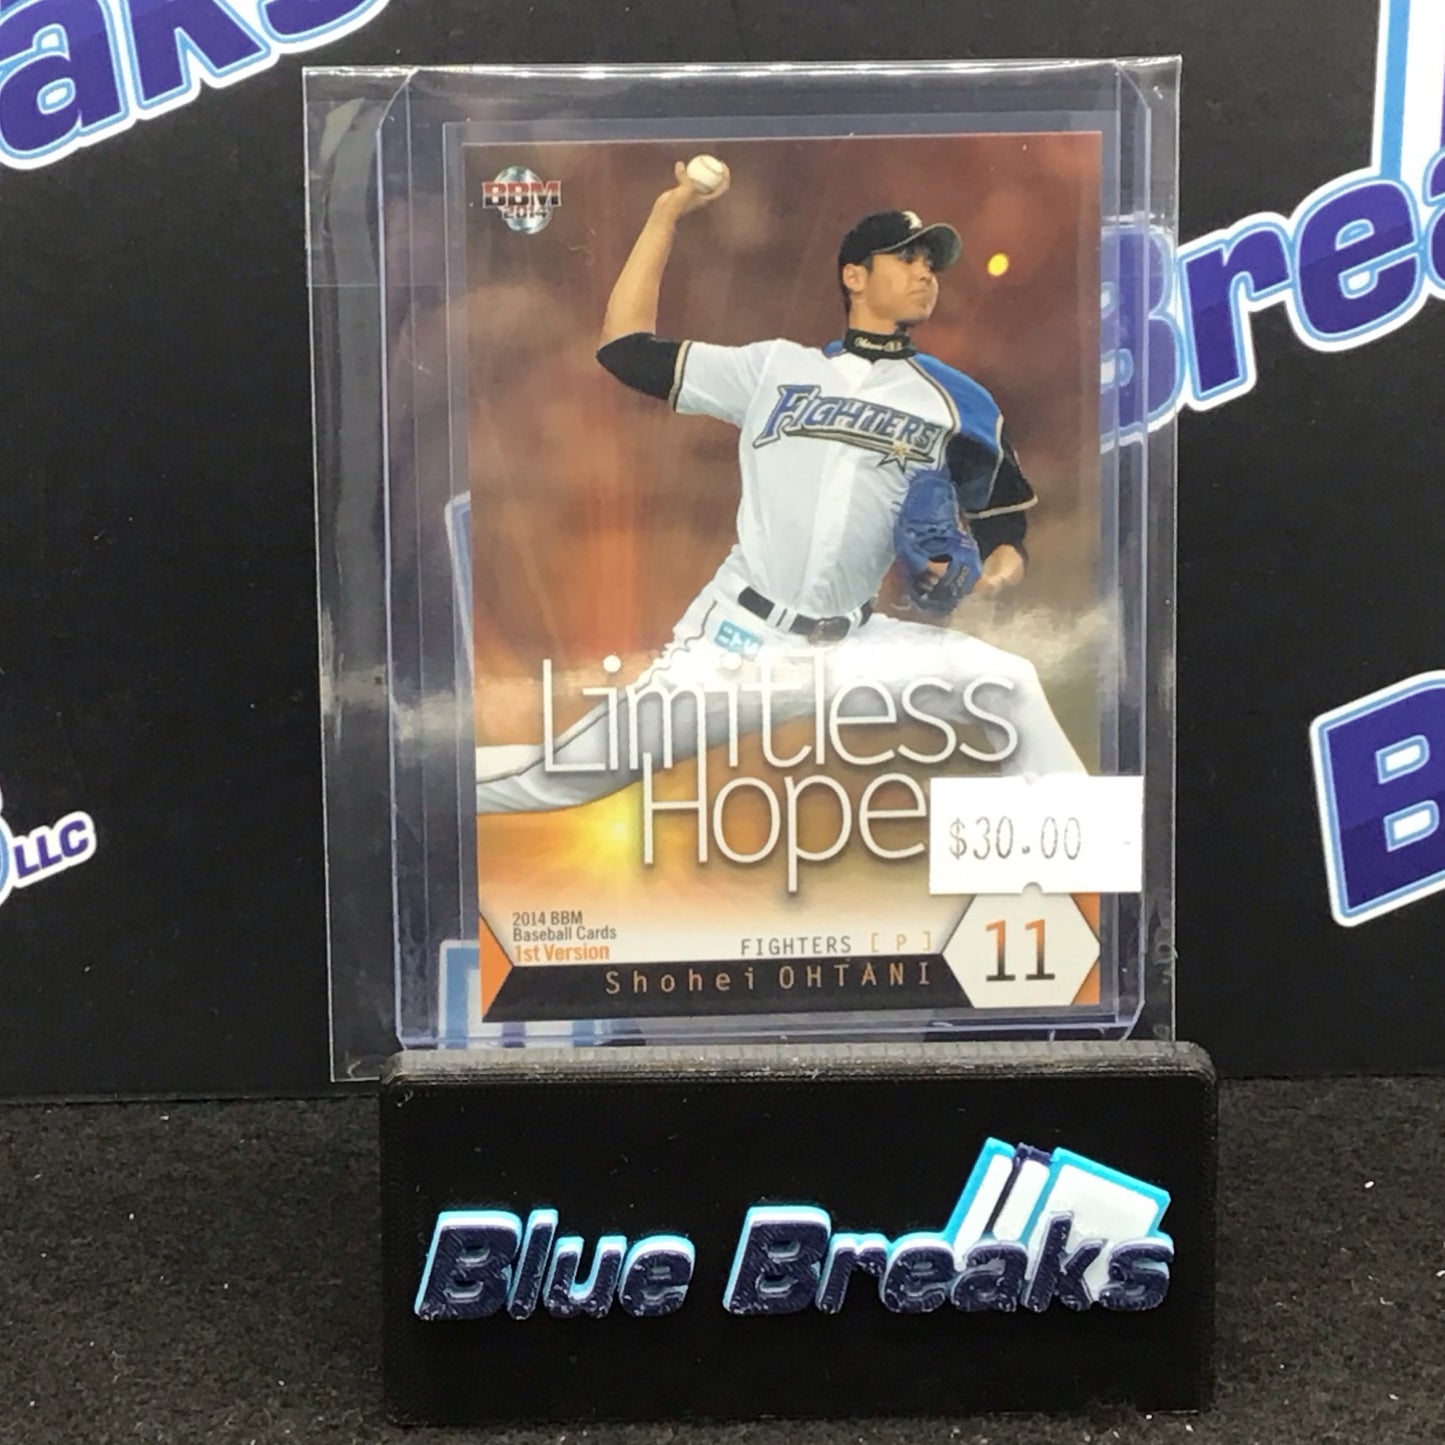 BBM
2014
FIGHTERS
Limitless
Hope
$30.00
2014 BBM
Baseball Cards
1st Version
FIGHTERS [ P ]
Shohei OHTANI
11
Breaks
LLC
B
Blue Breaks